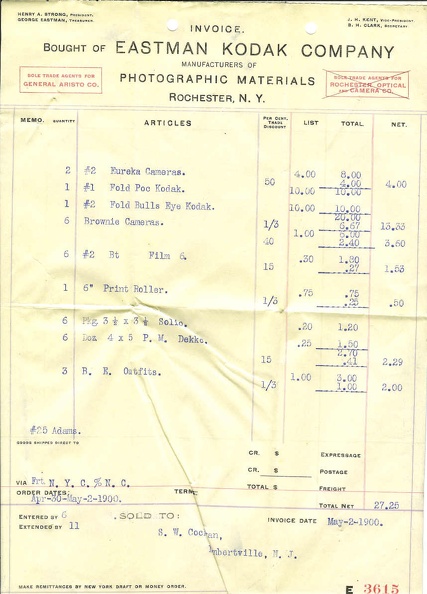 HENRY A. STRONG, PRESIDENT.
GEORGE EASTMAN, TREASURER.
J. H. KENT, VICE-PRESIDENT
B. H. CLARK, SECRETARY
INVOICE.
BOUGHT OF EASTMAN KODAK COMPANY
MANUFACTURERS OF
PHOTOGRAPHIC MATERIALS
ROCHESTER, N. Y.
SOLE TRADE AGENTS FOR
GENERAL ARISTO CO.
SOLE TRADE AGENTS FOR
ROCHESTER OPTICAL
AND CAMERA CO.
MEMO. QUANTITY ARTICLES PER CENT. TRADE DISCOUNT LIST TOTAL. NET.
2 #2 Eureka Cameras. 4.00 8.00
50 4.00 4.00
1 #1 Fold Poc Kodak. 10.00 10.00
1 #2 Fold Bulls Eye Kodak. 10.00 10.00
20.00
1/3 6.67 13.33
6 Brownie Cameras. 1.00 6.00
40 2.40 3.60
6 #2 Bt Film 6. .30 1.80
15 .27 1.53
1 6" Print Roller. .75 .75
1/3 .25 .50
6 Pkg 3 ½ x 3 ½ Solio. .20 1.20
6 Doz 4 x 5 P. M. Dekko. .25 1.50
2.70
15 .41 2.29
3 B. E. Outfits. 1.00 3.00
1/3 1.00 2.00
#25 Adams.
GOODS SHIPPED DIRECT TO
CR. $ EXPRESSAGE
CR. $ POSTAGE
TOTAL $ FREIGHT
VIA Frt. N. Y. C. % N. C.
ORDER DATES: TERMS
Apr-30-May-2-1900.
TOTAL NET 27.25
ENTERED BY 6 .SOLD TO: INVOICE DATE May-2-1900.
EXTENDED BY 11
S. W.
N. J.
MAKE REMITTANCES BY NEW YORK DRAFT OR MONEY ORDER.
E 3615